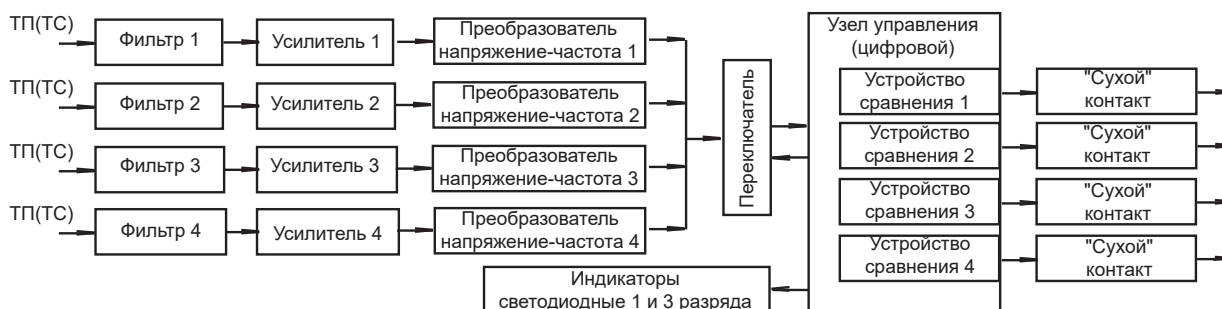 ТП(ТС)
Фильтр 1
Усилитель 1
Преобразователь
напряжение-частота 1
ТП(ТС)
Фильтр 2
Усилитель 2
Преобразователь
напряжение-частота 2
ТП(ТС)
Фильтр 3
Усилитель 3
Преобразователь
напряжение-частота 3
ТП(ТС)
Фильтр 4
Усилитель 4
Преобразователь
напряжение-частота 4
Переключатель
Узел управления
(цифровой)
Устройство
сравнения 1
"Сухой"
контакт
Устройство
сравнения 2
"Сухой"
контакт
Устройство
сравнения 3
"Сухой"
контакт
Устройство
сравнения 4
"Сухой"
контакт
Индикаторы
светодиодные 1 и 3 разряда